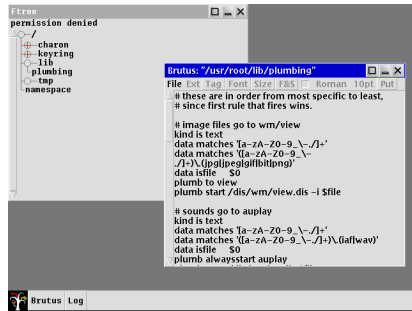 Ftree
permission denied
/
charon
keyring
lib
plumbing
tmp
namespace
Brutus: "/usr/root/lib/plumbing"
File Ext Tag Font Size F&S Roman 10pt Put
# these are in order from most specific to least,
# since first rule that fires wins.
# image files go to wm/view
kind is text
data matches '[a-zA-Z0-9_\-./]+'
data matches '([a-zA-Z0-9_\-
./]+)\.(jpg|jpeg|gif|bit|png)'
data isfile $0
plumb to view
plumb start /dis/wm/view.dis -i $file
# sounds go to auplay
kind is text
data matches '[a-zA-Z0-9_\-./]+'
data matches '([a-zA-Z0-9_\-./]+)\.(iaf|wav)'
data isfile $0
plumb alwaysstart auplay
Brutus Log